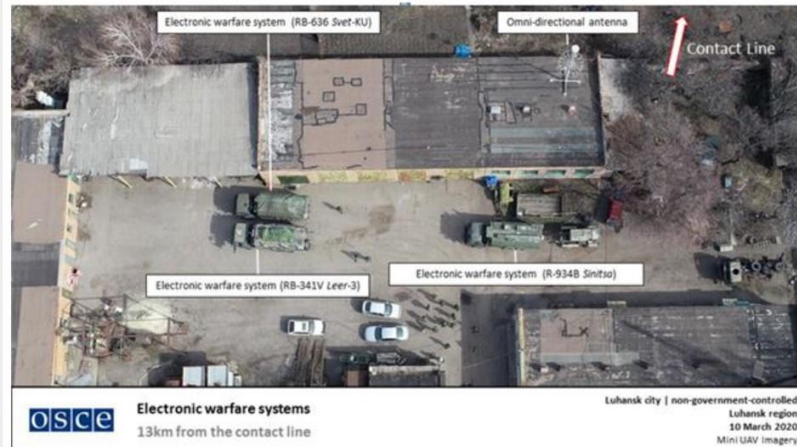 Electronic warfare system (RB-636 Svet-KU)
Omni-directional antenna
Contact Line
Electronic warfare system (RB-341V Leer-3)
Electronic warfare system (R-934B Sinitsa)
osce
Electronic warfare systems
13km from the contact line
Luhansk city | non-government-controlled
Luhansk region
10 March 2020
Mini UAV Imagery